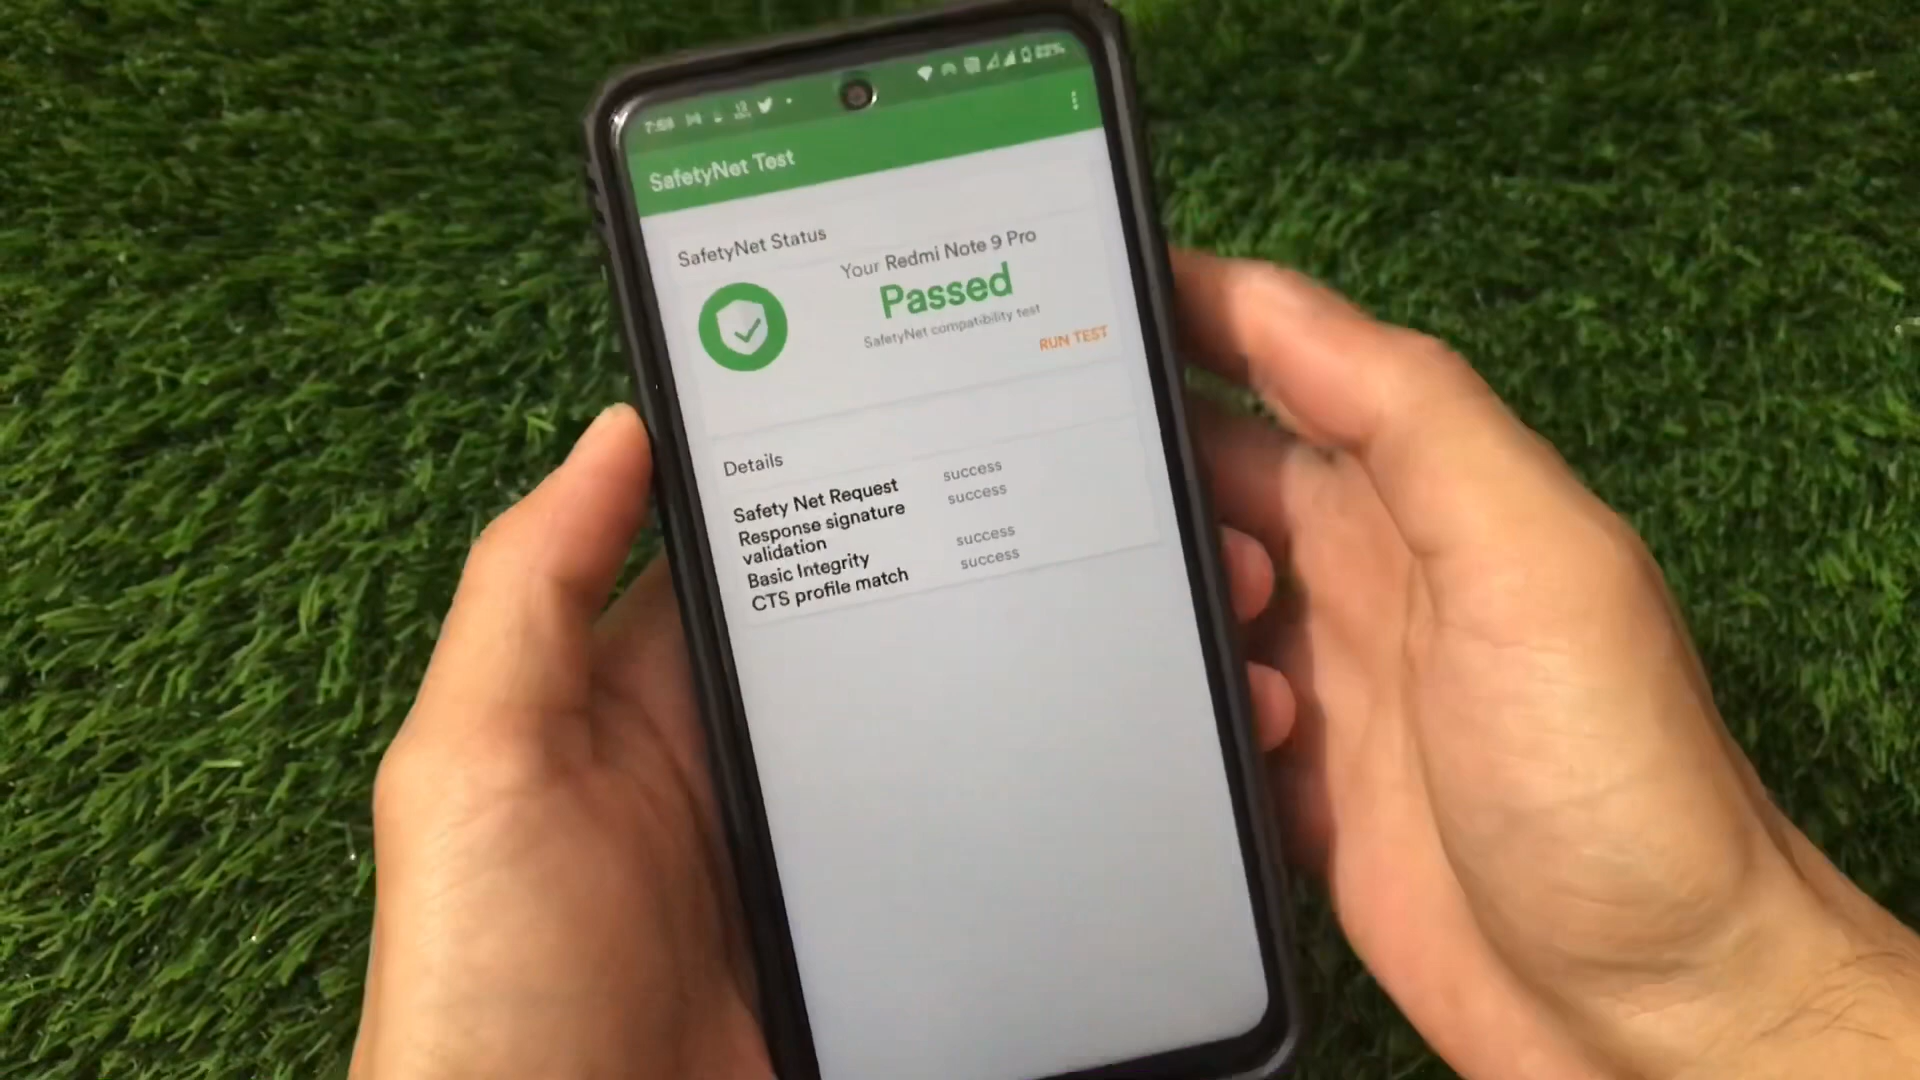 SafetyNet Test
SafetyNet Status
Your Redmi Note 9 Pro
Passed
SafetyNet compatibility test
RUN TEST
Details
Safety Net Request success
Response signature success
validation
Basic Integrity success
CTS profile match success